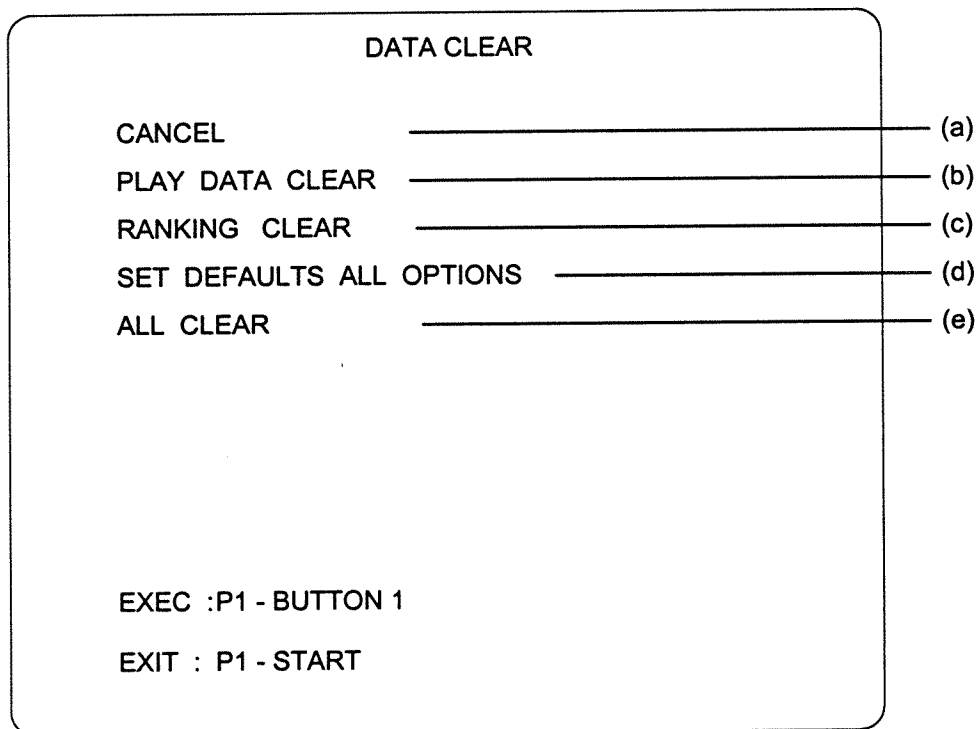 DATA CLEAR
CANCEL (a)
PLAY DATA CLEAR (b)
RANKING CLEAR (c)
SET DEFAULTS ALL OPTIONS (d)
ALL CLEAR (e)
EXEC :P1 - BUTTON 1
EXIT : P1 - START